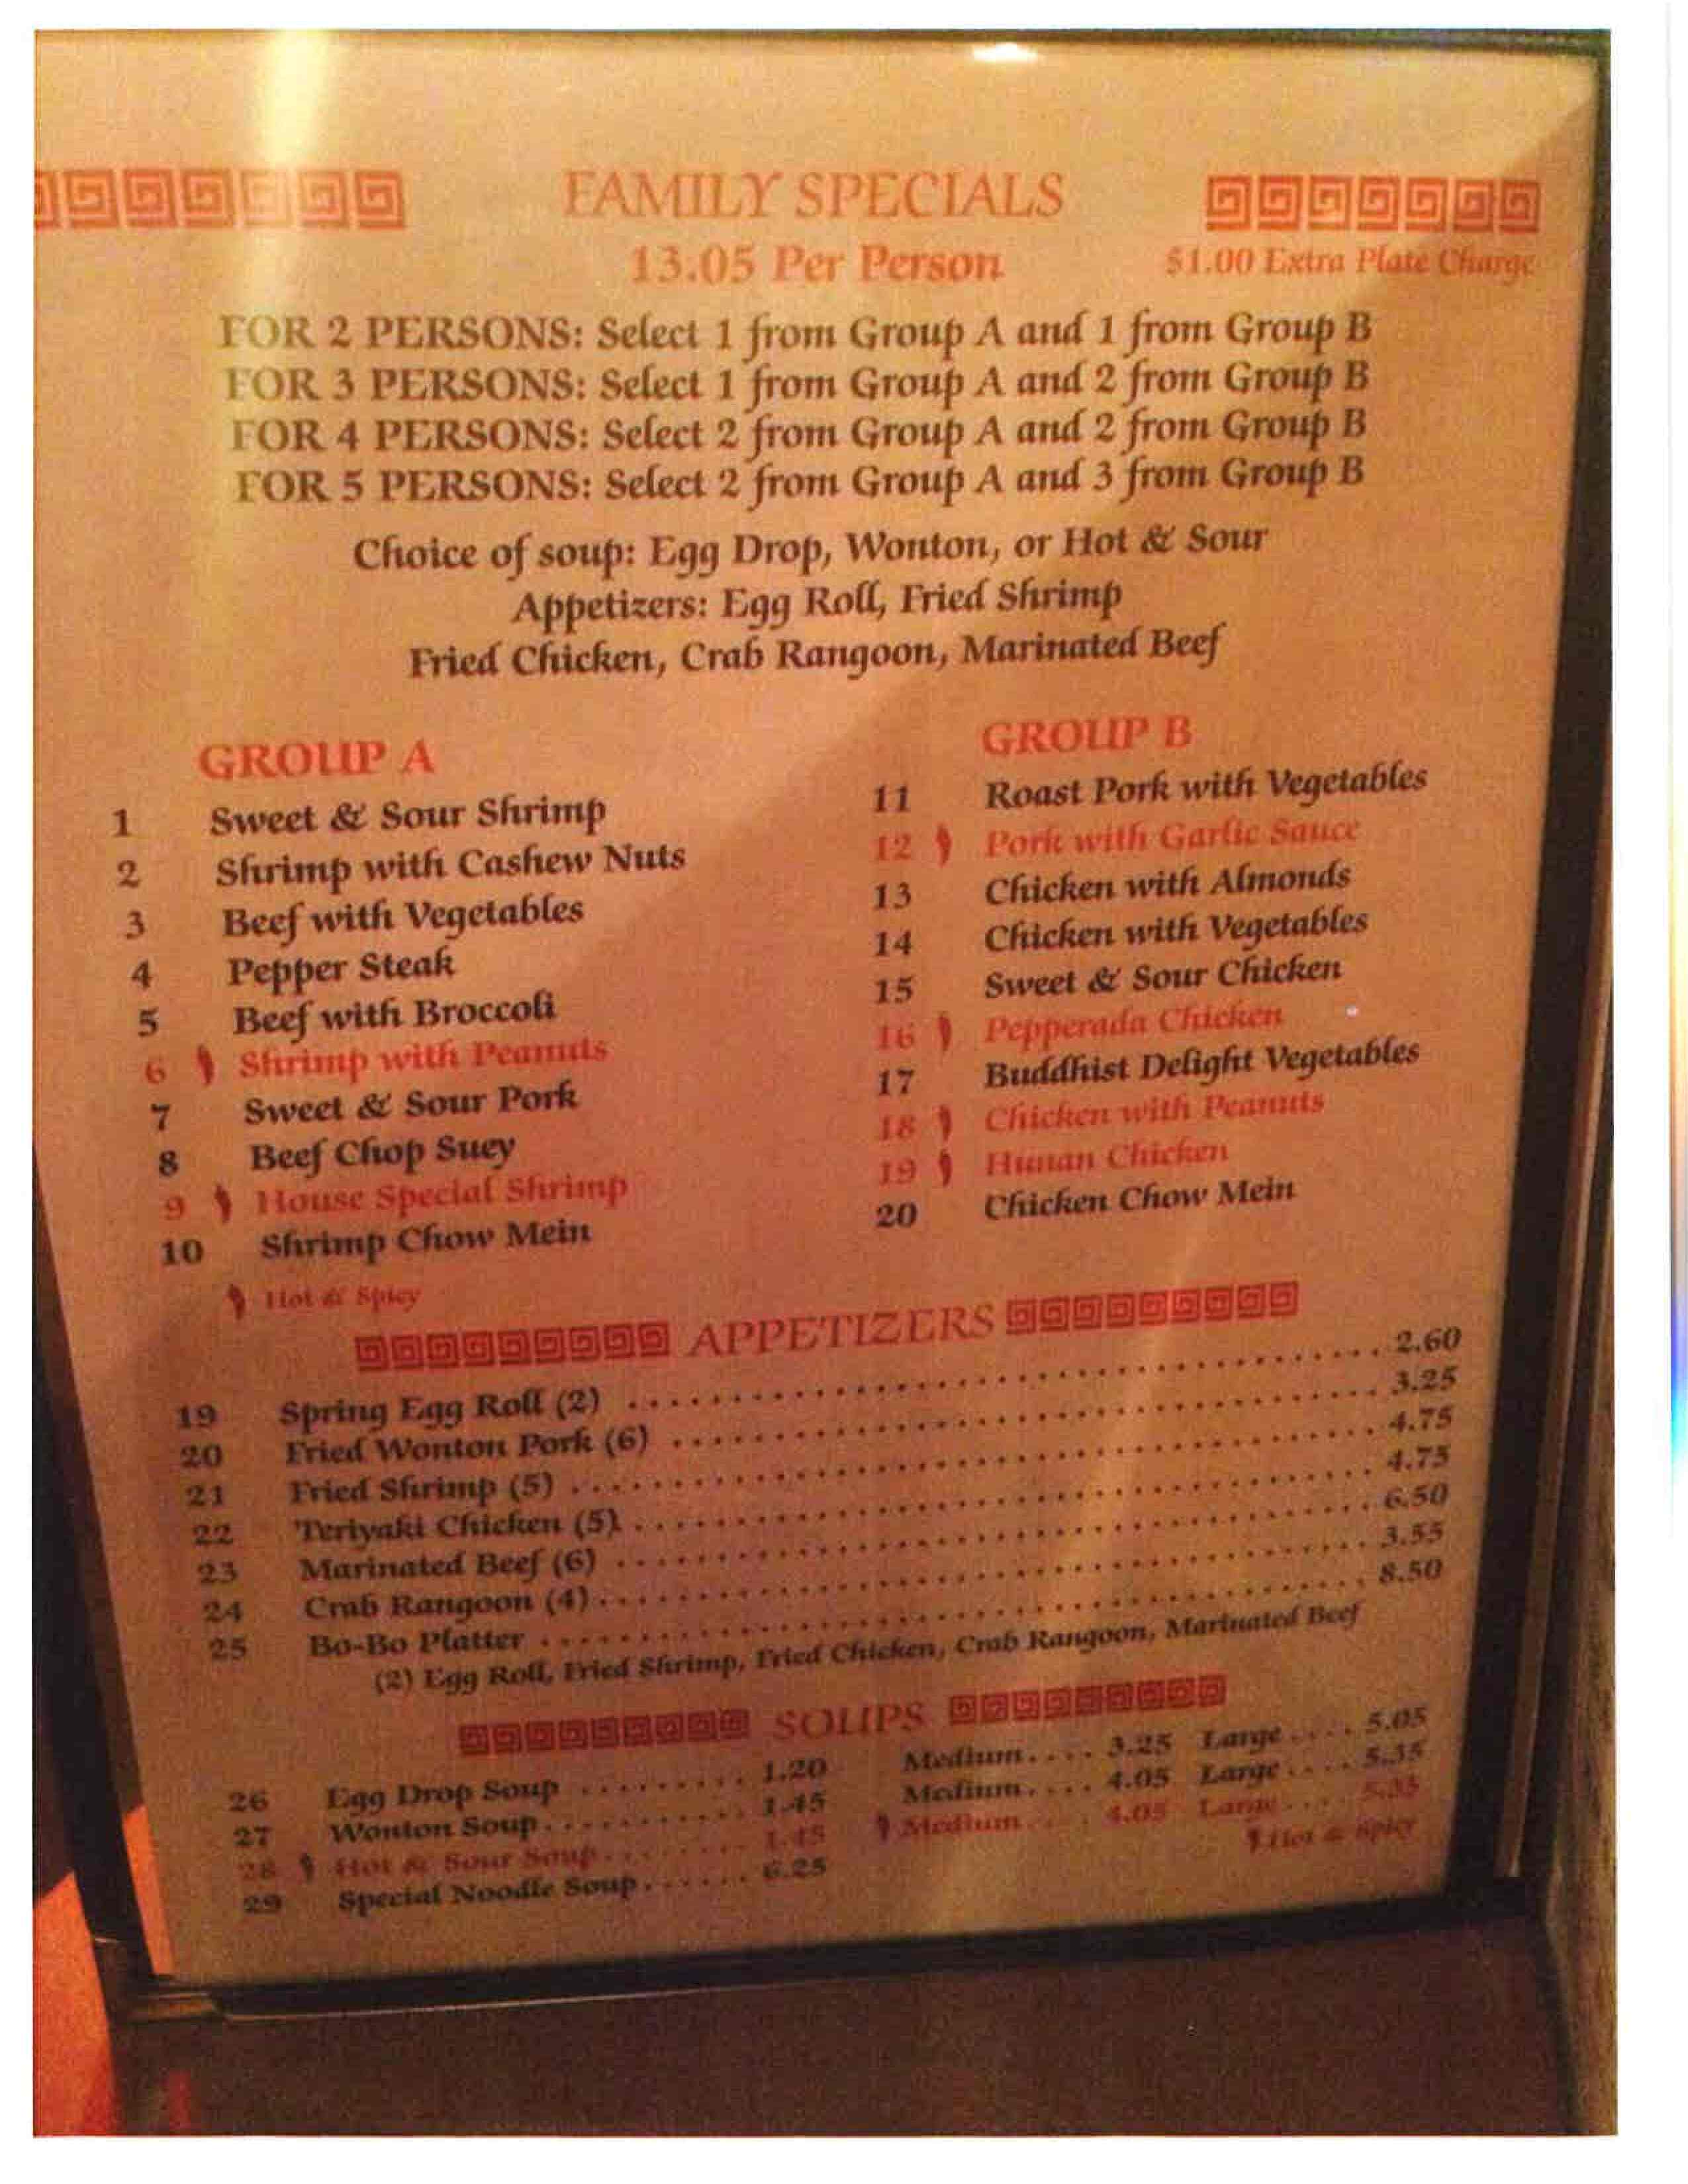 FAMILY SPECIALS
13.05 Per Person
$1.00 Extra Plate Charge
FOR 2 PERSONS: Select 1 from Group A and 1 from Group B
FOR 3 PERSONS: Select 1 from Group A and 2 from Group B
FOR 4 PERSONS: Select 2 from Group A and 2 from Group B
FOR 5 PERSONS: Select 2 from Group A and 3 from Group B
Choice of soup: Egg Drop, Wonton, or Hot & Sour
Appetizers: Egg Roll, Fried Shrimp
Fried Chicken, Crab Rangoon, Marinated Beef
GROUP A
1 Sweet & Sour Shrimp
2 Shrimp with Cashew Nuts
3 Beef with Vegetables
4 Pepper Steak
5 Beef with Broccoli
6 Shrimp with Peanuts
7 Sweet & Sour Pork
8 Beef Chop Suey
9 House Special Shrimp
10 Shrimp Chow Mein
Hot & Spicy
GROUP B
11 Roast Pork with Vegetables
12 Pork with Garlic Sauce
13 Chicken with Almonds
14 Chicken with Vegetables
15 Sweet & Sour Chicken
16 Pepperada Chicken
17 Buddhist Delight Vegetables
18 Chicken with Peanuts
19 Hunan Chicken
20 Chicken Chow Mein
APPETIZERS
19 Spring Egg Roll (2) 2.60
20 Fried Wonton Pork (6) 3.25
21 Fried Shrimp (5) 4.75
22 Teriyaki Chicken (5) 4.75
23 Marinated Beef (6) 6.50
24 Crab Rangoon (4) 3.55
25 Bo-Bo Platter 8.50
(2) Egg Roll, Fried Shrimp, Fried Chicken, Crab Rangoon, Marinated Beef
SOUPS
26 Egg Drop Soup 1.20 Medium 3.25 Large 5.05
27 Wonton Soup 1.45 Medium 4.05 Large 5.35
28 Hot & Sour Soup 1.45 Medium 4.05 Large 5.35
29 Special Noodle Soup 6.25
Hot & Spicy